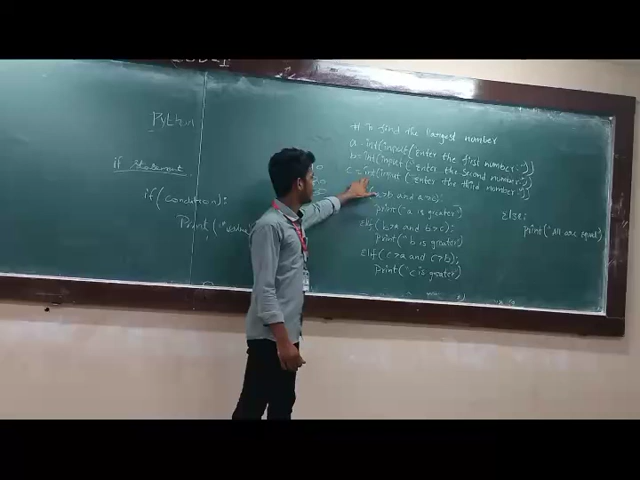 Python
if statement
if(condition):
Print("
# To find the largest number
a = int(input("Enter the first number:"))
b = int(input("Enter the second number:"))
c = int(input("Enter the third number:"))
a>b and a>c):
print("a is greater")
elif(b>a and b>c):
print("b is greater")
elif(c>a and c>b):
print("c is greater")
else:
print("all are equal")